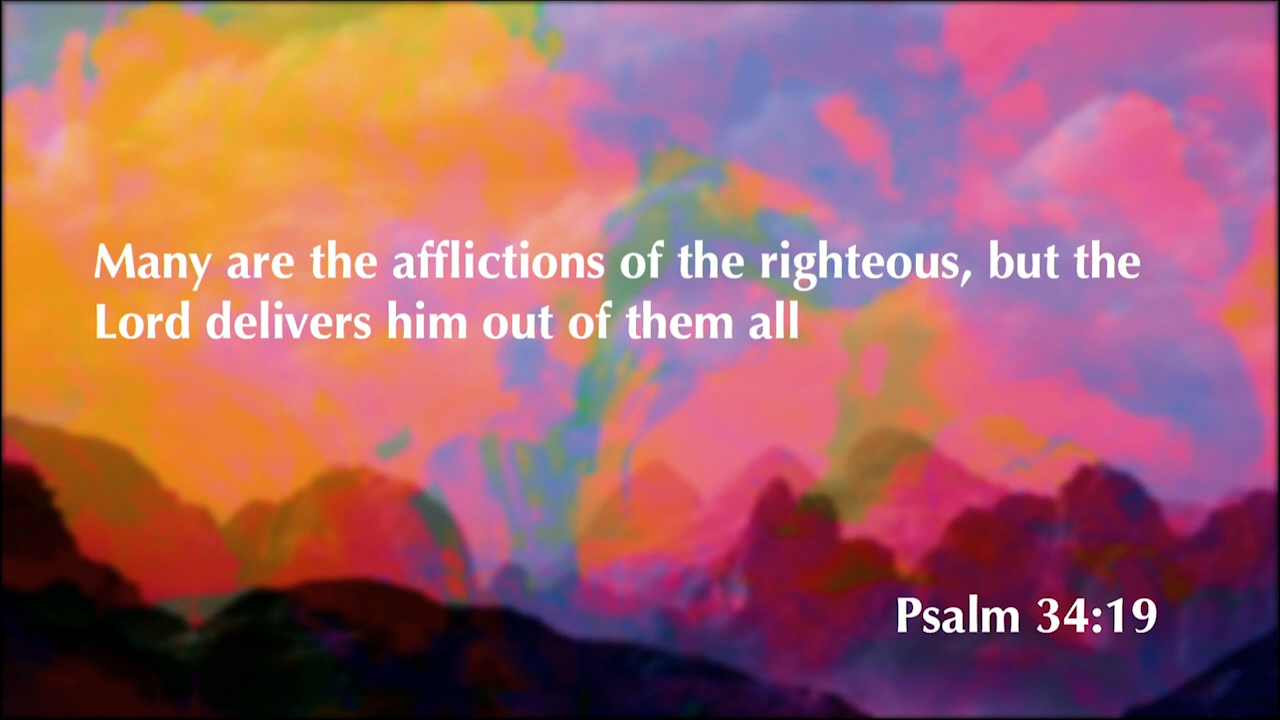 Many are the afflictions of the righteous, but the
Lord delivers him out of them all
Psalm 34:19